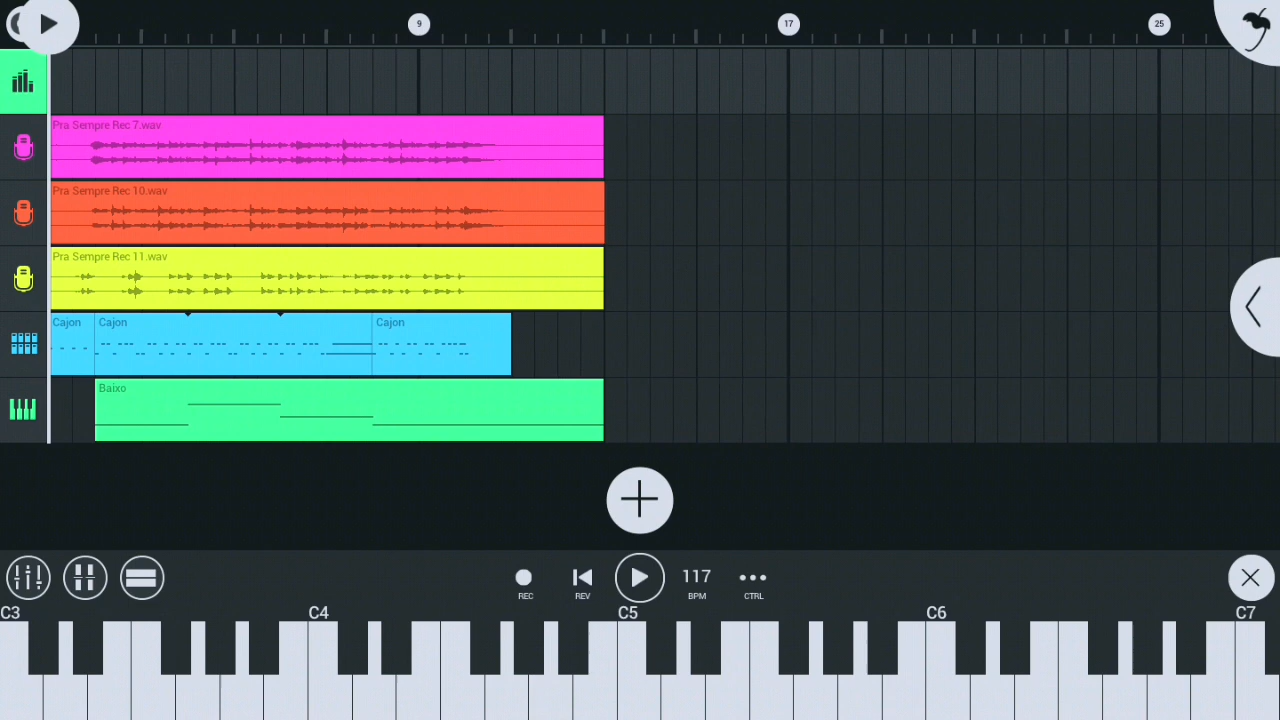 9 17 25
Pra Sempre Rec 7.wav
Pra Sempre Rec 10.wav
Pra Sempre Rec 11.wav
Cajon Cajon Cajon
Baixo
117
REC REV BPM CTRL
C3 C4 C5 C6 C7